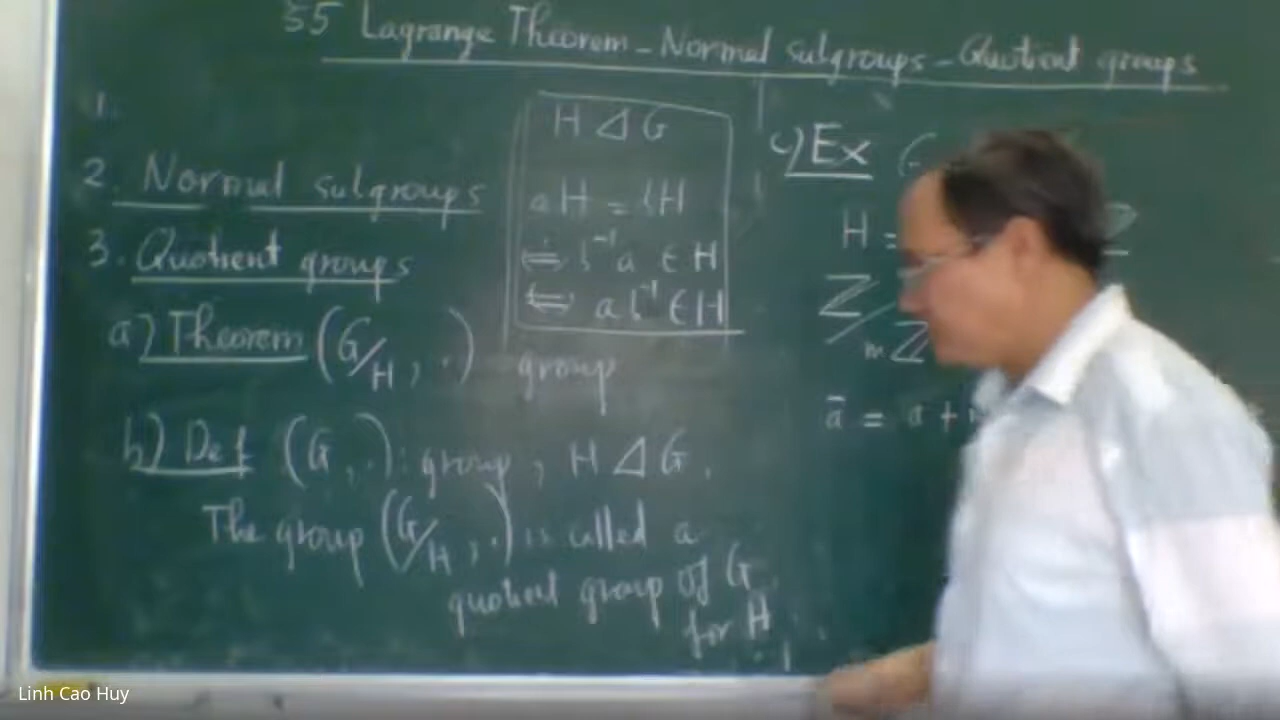 §5 Lagrange Theorem - Normal subgroups - Quotient groups
1.
2. Normal subgroups
3. Quotient groups
a) Theorem (G/H, .) group
b) Def (G, .): group, H ⊿ G.
The group (G/H, .) is called a
quotient group of G
for H.
H ⊿ G
aH = bH
⇔ b⁻¹a ∈ H
⇔ ab⁻¹ ∈ H
c) Ex G
H =
ℤ/mℤ
ā = a +
Linh Cao Huy